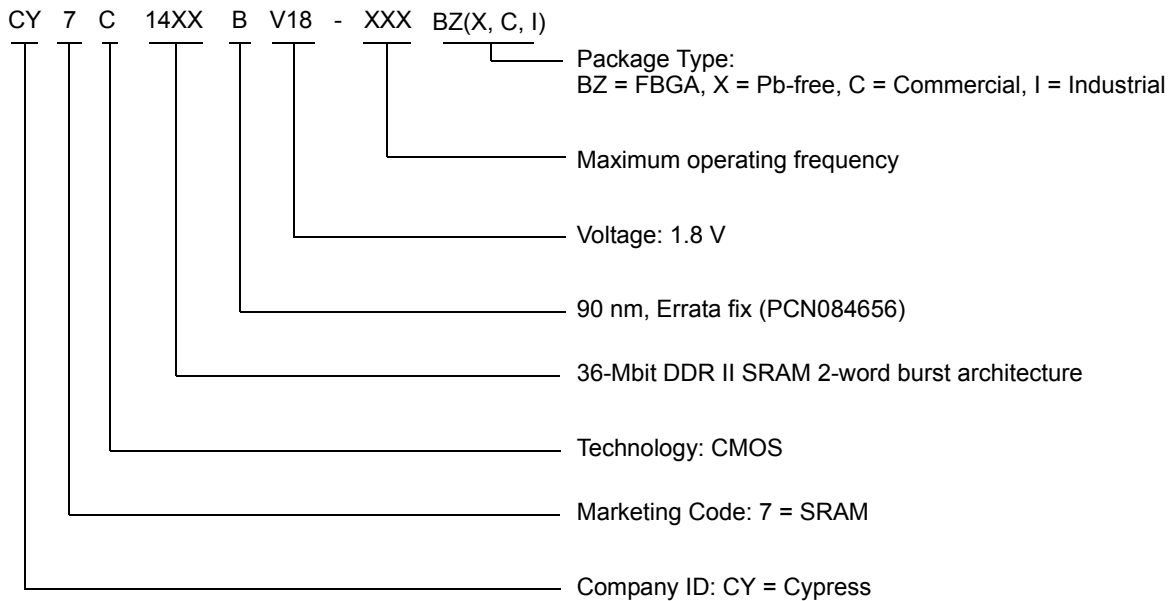 CY 7 C 14XX B V18 - XXX BZ(X, C, I)
Package Type:
BZ = FBGA, X = Pb-free, C = Commercial, I = Industrial
Maximum operating frequency
Voltage: 1.8 V
90 nm, Errata fix (PCN084656)
36-Mbit DDR II SRAM 2-word burst architecture
Technology: CMOS
Marketing Code: 7 = SRAM
Company ID: CY = Cypress